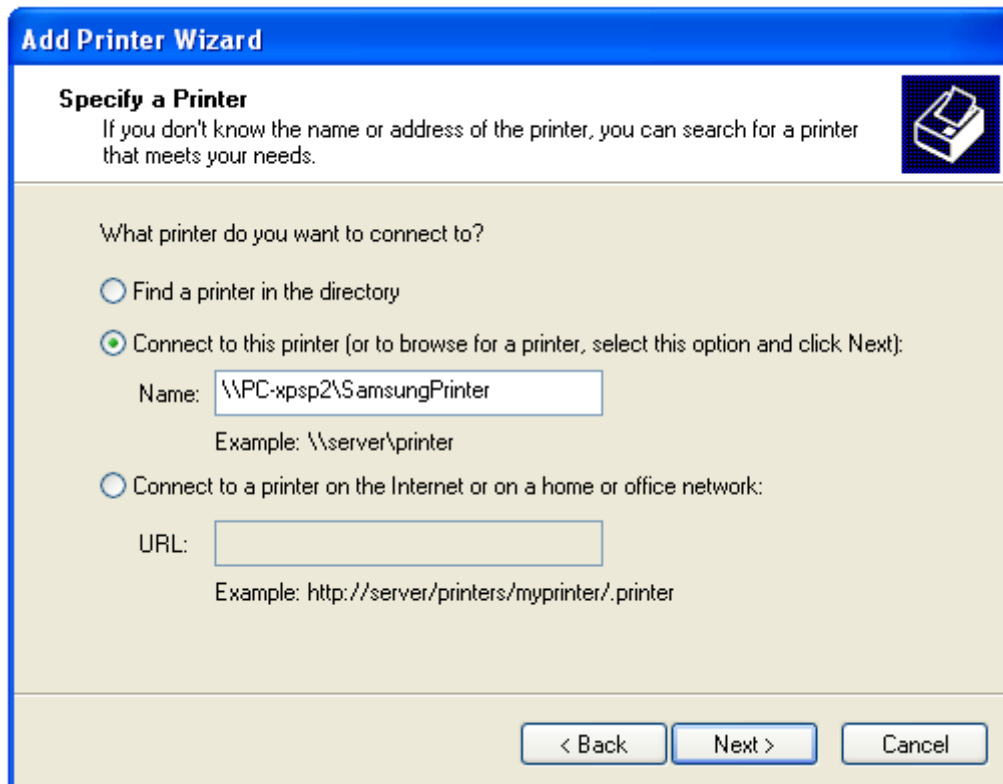 Add Printer Wizard
Specify a Printer
If you don't know the name or address of the printer, you can search for a printer
that meets your needs.
What printer do you want to connect to?
Find a printer in the directory
Connect to this printer (or to browse for a printer, select this option and click Next):
Name: \\PC-xpsp2\SamsungPrinter
Example: \\server\printer
Connect to a printer on the Internet or on a home or office network:
URL:
Example: http://server/printers/myprinter/.printer
< Back Next > Cancel